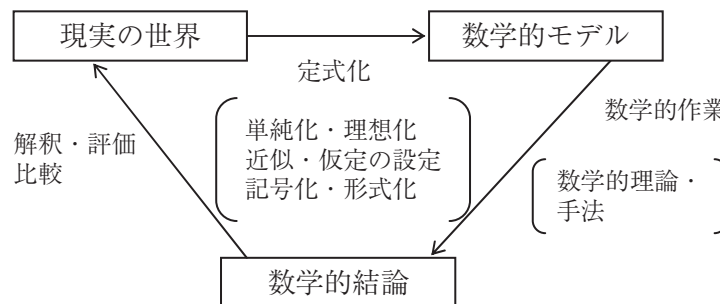 現実の世界
数学的モデル
定式化
単純化・理想化
近似・仮定の設定
記号化・形式化
数学的作業
数学的理論・
手法
解釈・評価
比較
数学的結論